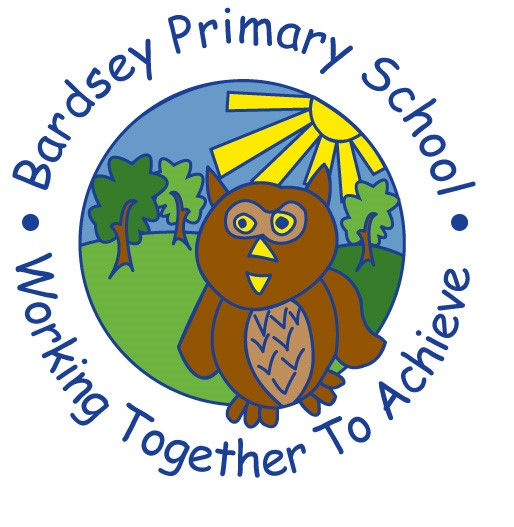 Bardsey Primary School
Working Together To Achieve